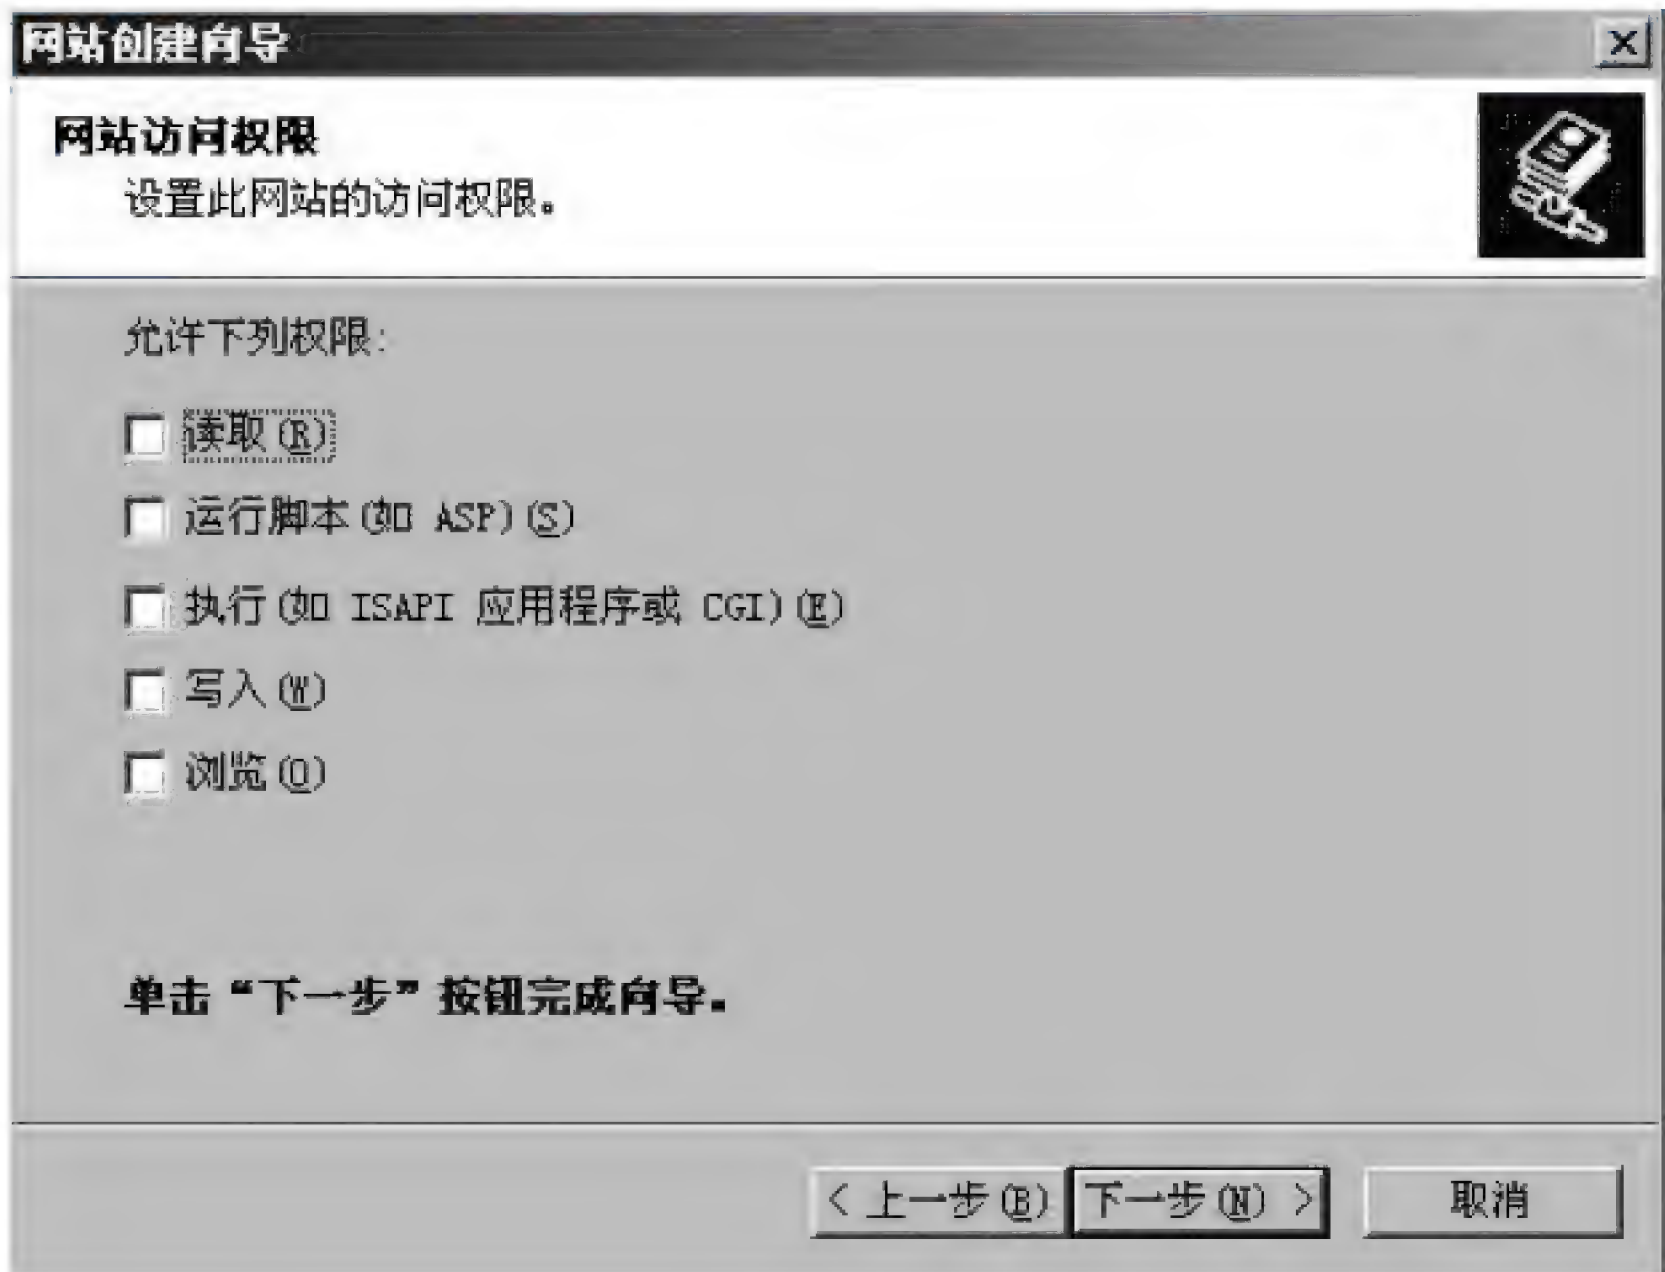 网站创建向导
网站访问权限
设置此网站的访问权限。
允许下列权限:
读取(R)
运行脚本(如 ASP)(S)
执行(如 ISAPI 应用程序或 CGI)(E)
写入(W)
浏览(O)
单击“下一步”按钮完成向导。
< 上一步(B) 下一步(N) > 取消